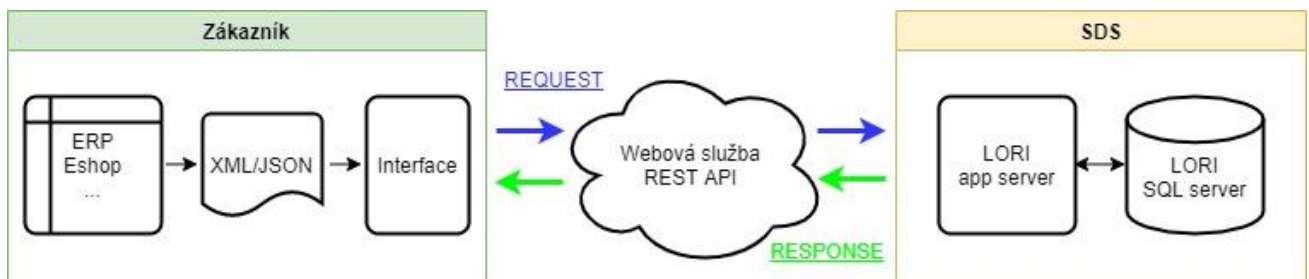 Zákazník
ERP
Eshop
...
XML/JSON
Interface
REQUEST
Webová služba
REST API
RESPONSE
SDS
LORI
app server
LORI
SQL server